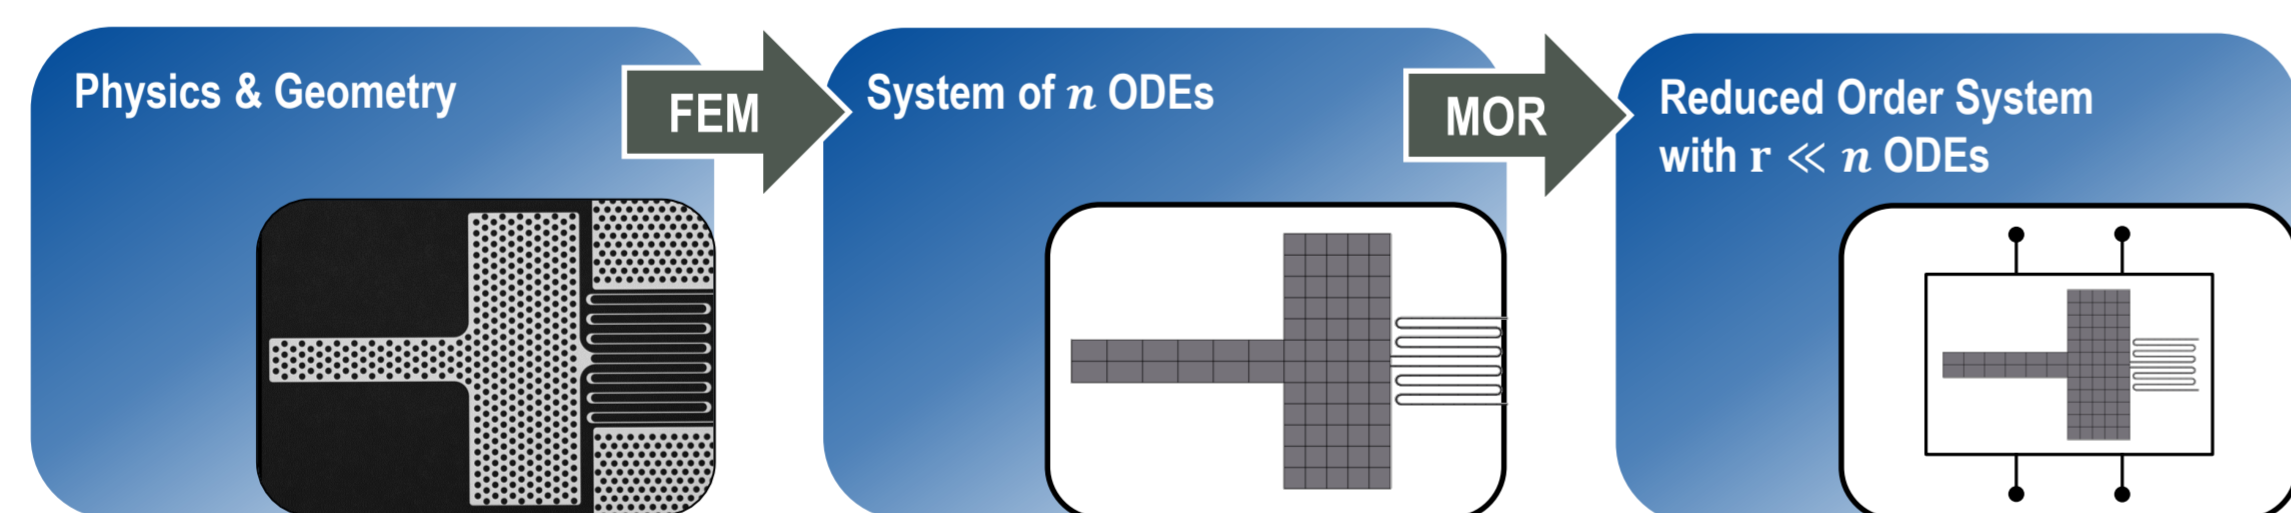 Physics & Geometry
FEM
System of n ODEs
MOR
Reduced Order System
with r ≪ n ODEs